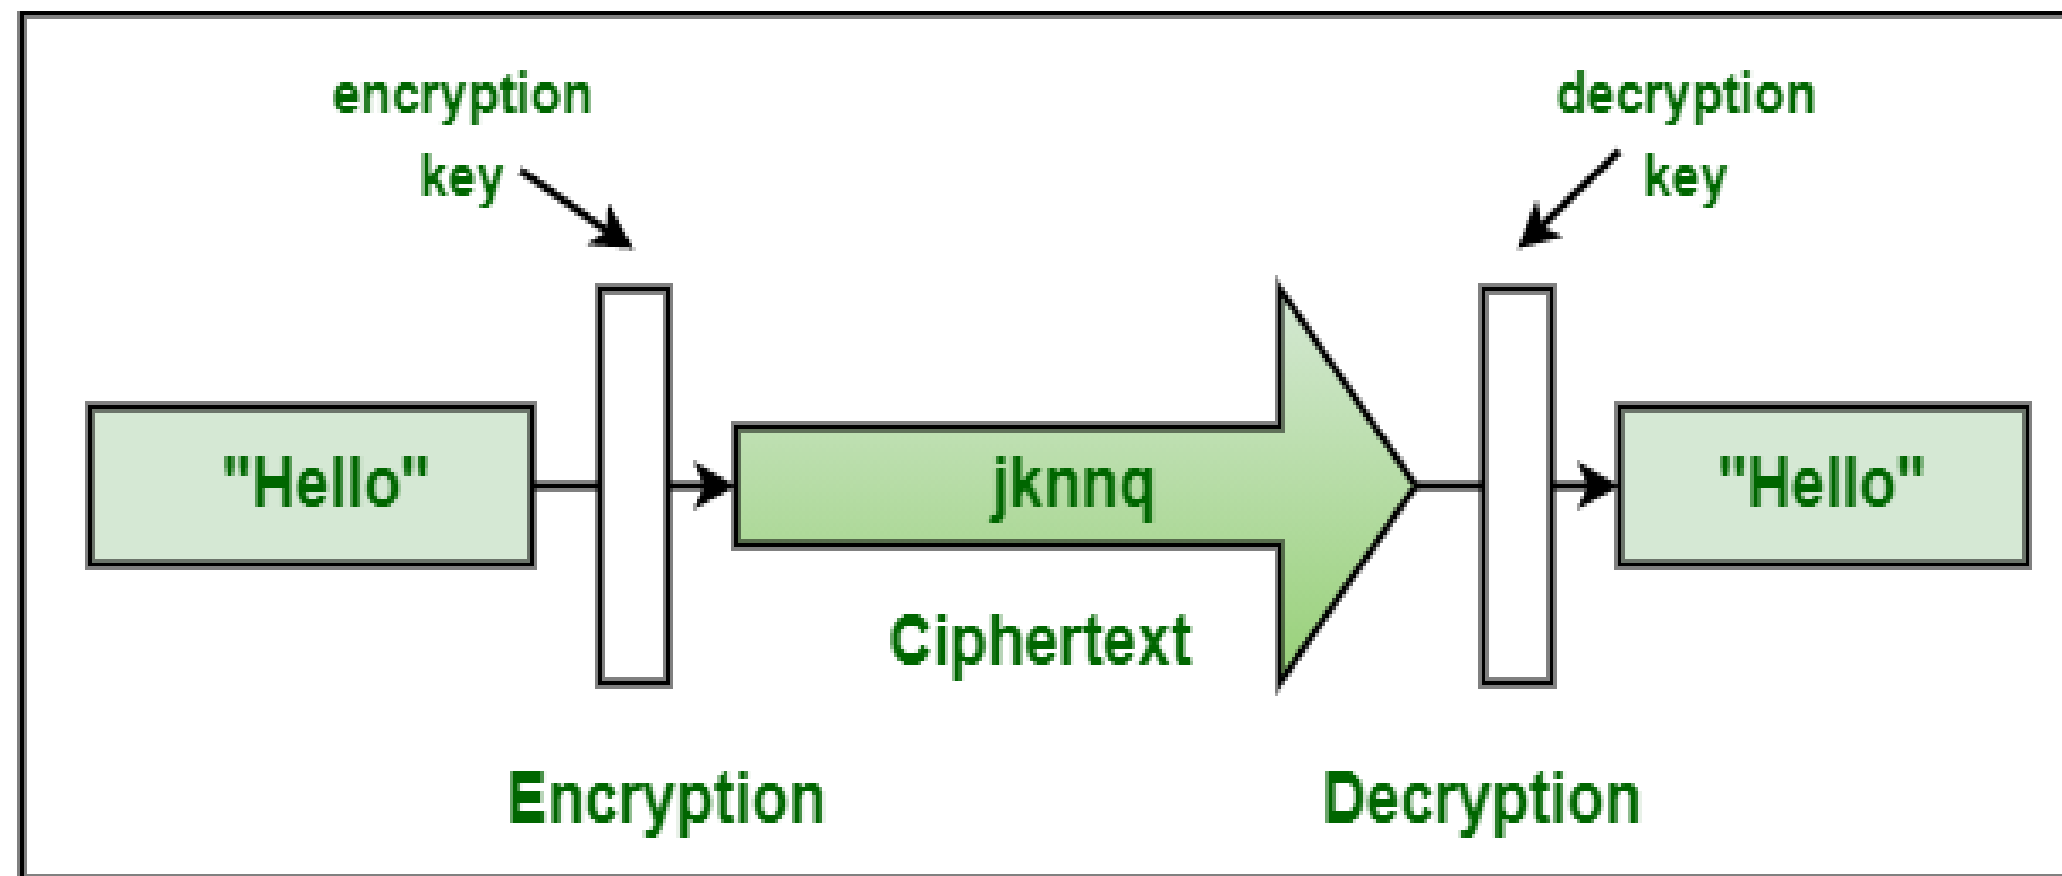 encryption
key
decryption
key
"Hello"
jknnq
"Hello"
Ciphertext
Encryption
Decryption